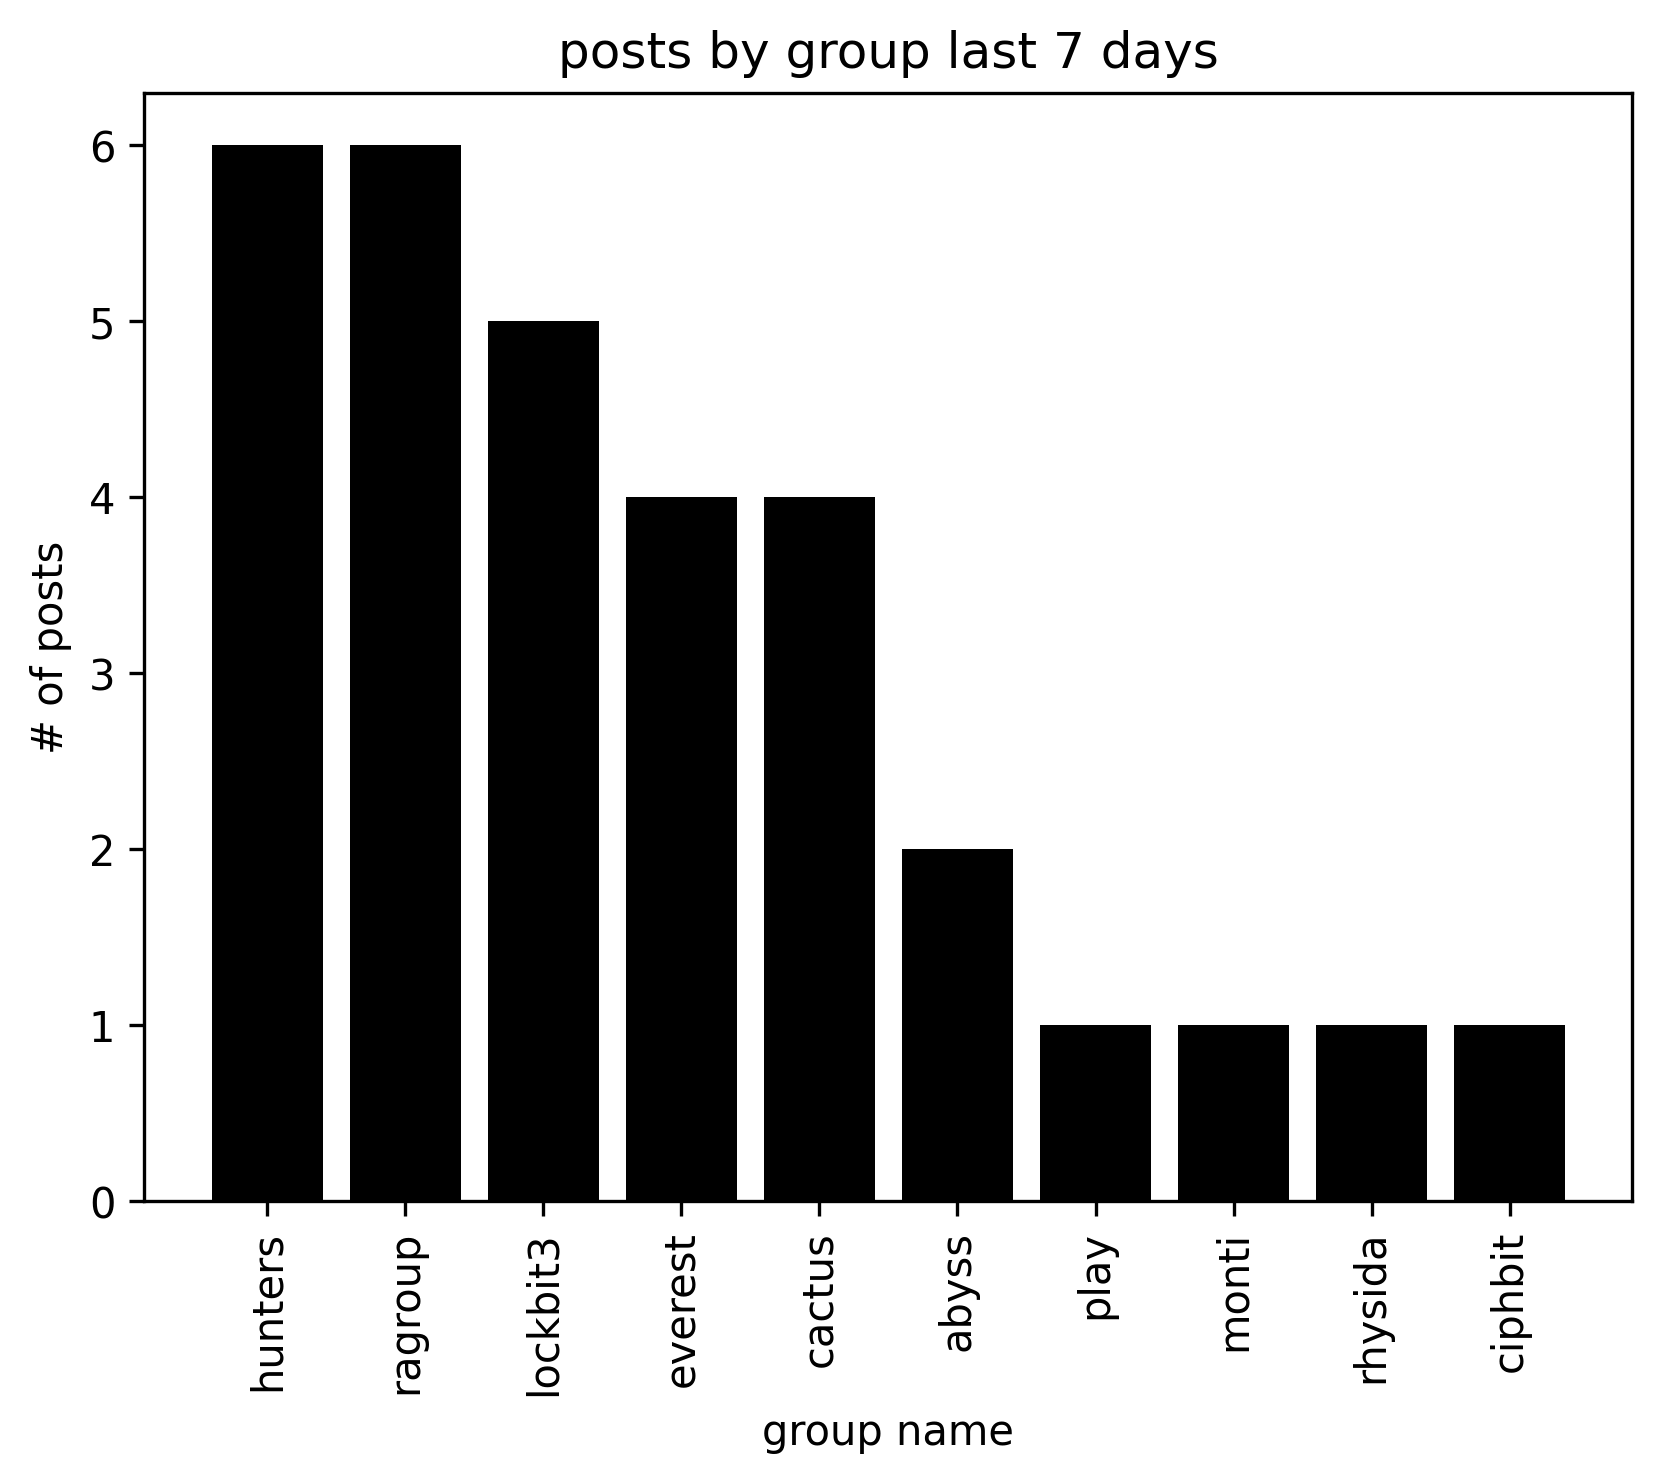 posts by group last 7 days
6
5
4
3
2
1
0
# of posts
hunters
ragroup
lockbit3
everest
cactus
abyss
play
monti
rhysida
ciphbit
group name